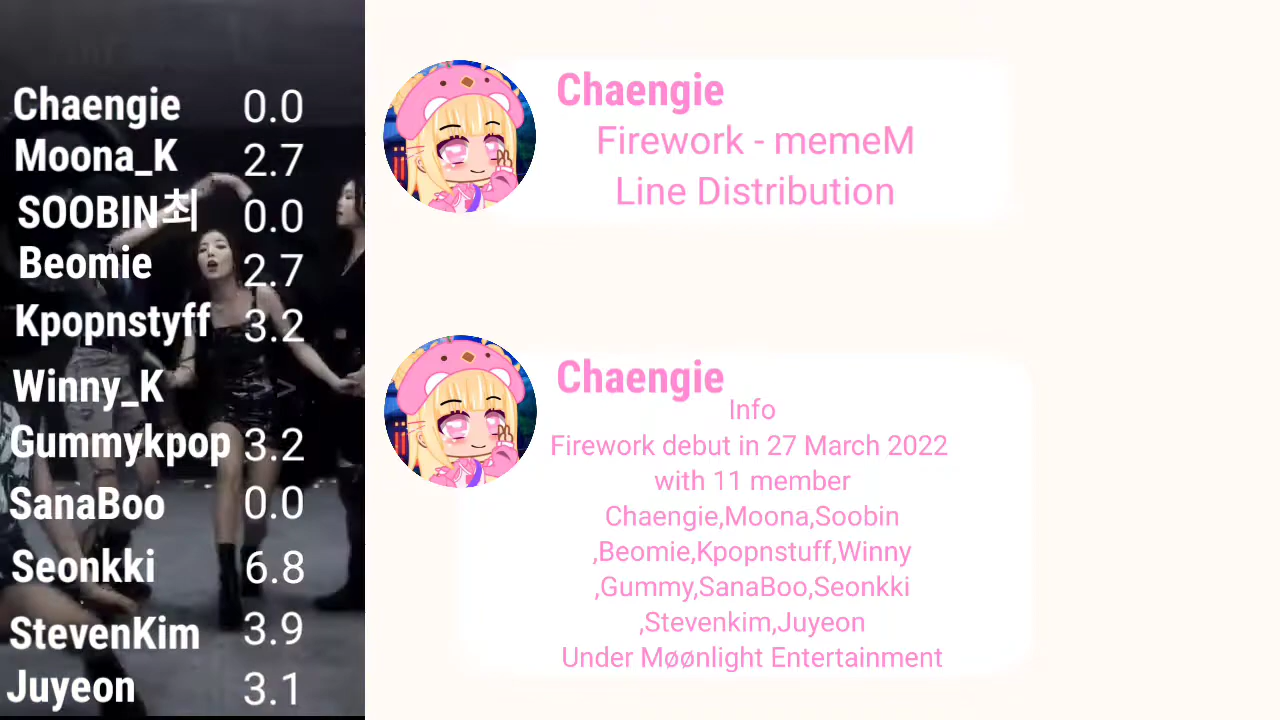 Chaengie 0.0
Moona_K 2.7
SOOBIN최 0.0
Beomie 2.7
Kpopnstyff 3.2
Winny_K
Gummykpop 3.2
SanaBoo 0.0
Seonkki 6.8
StevenKim 3.9
Juyeon 3.1
Chaengie
Firework - memeM
Line Distribution
Chaengie
Info
Firework debut in 27 March 2022
with 11 member
Chaengie,Moona,Soobin
,Beomie,Kpopnstuff,Winny
,Gummy,SanaBoo,Seonkki
,Stevenkim,Juyeon
Under Møønlight Entertainment